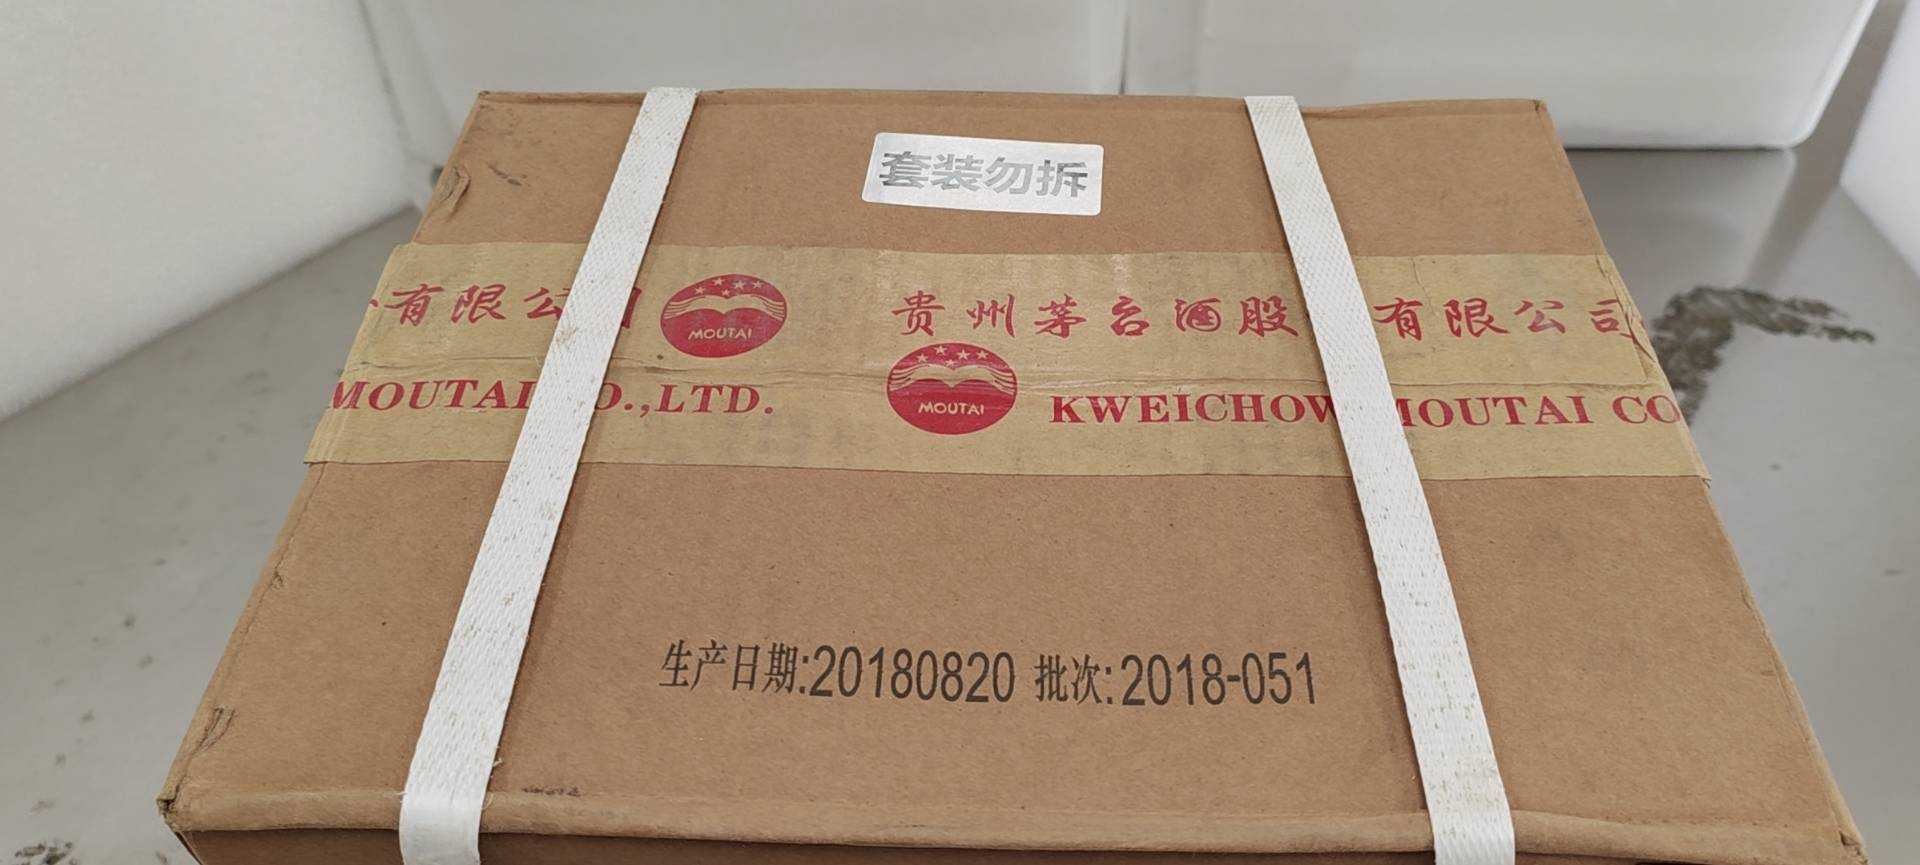 套装勿拆
有限公司
MOUTAI
贵州茅台酒股 有限公司
MOUTAI O.,LTD.
MOUTAI
KWEICHOW MOUTAI CO
生产日期:20180820 批次:2018-051